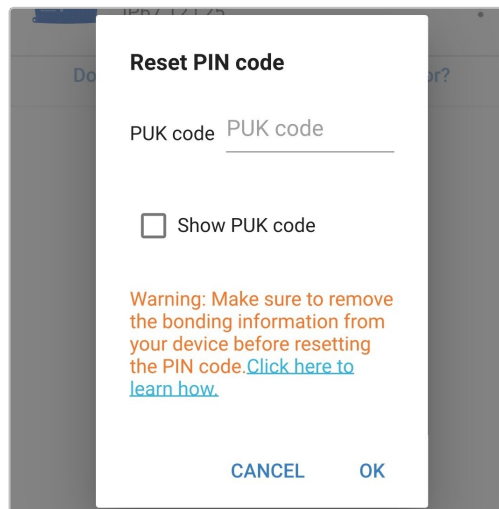 Reset PIN code
PUK code PUK code
Show PUK code
Warning: Make sure to remove
the bonding information from
your device before resetting
the PIN code.Click here to
learn how.
CANCEL OK